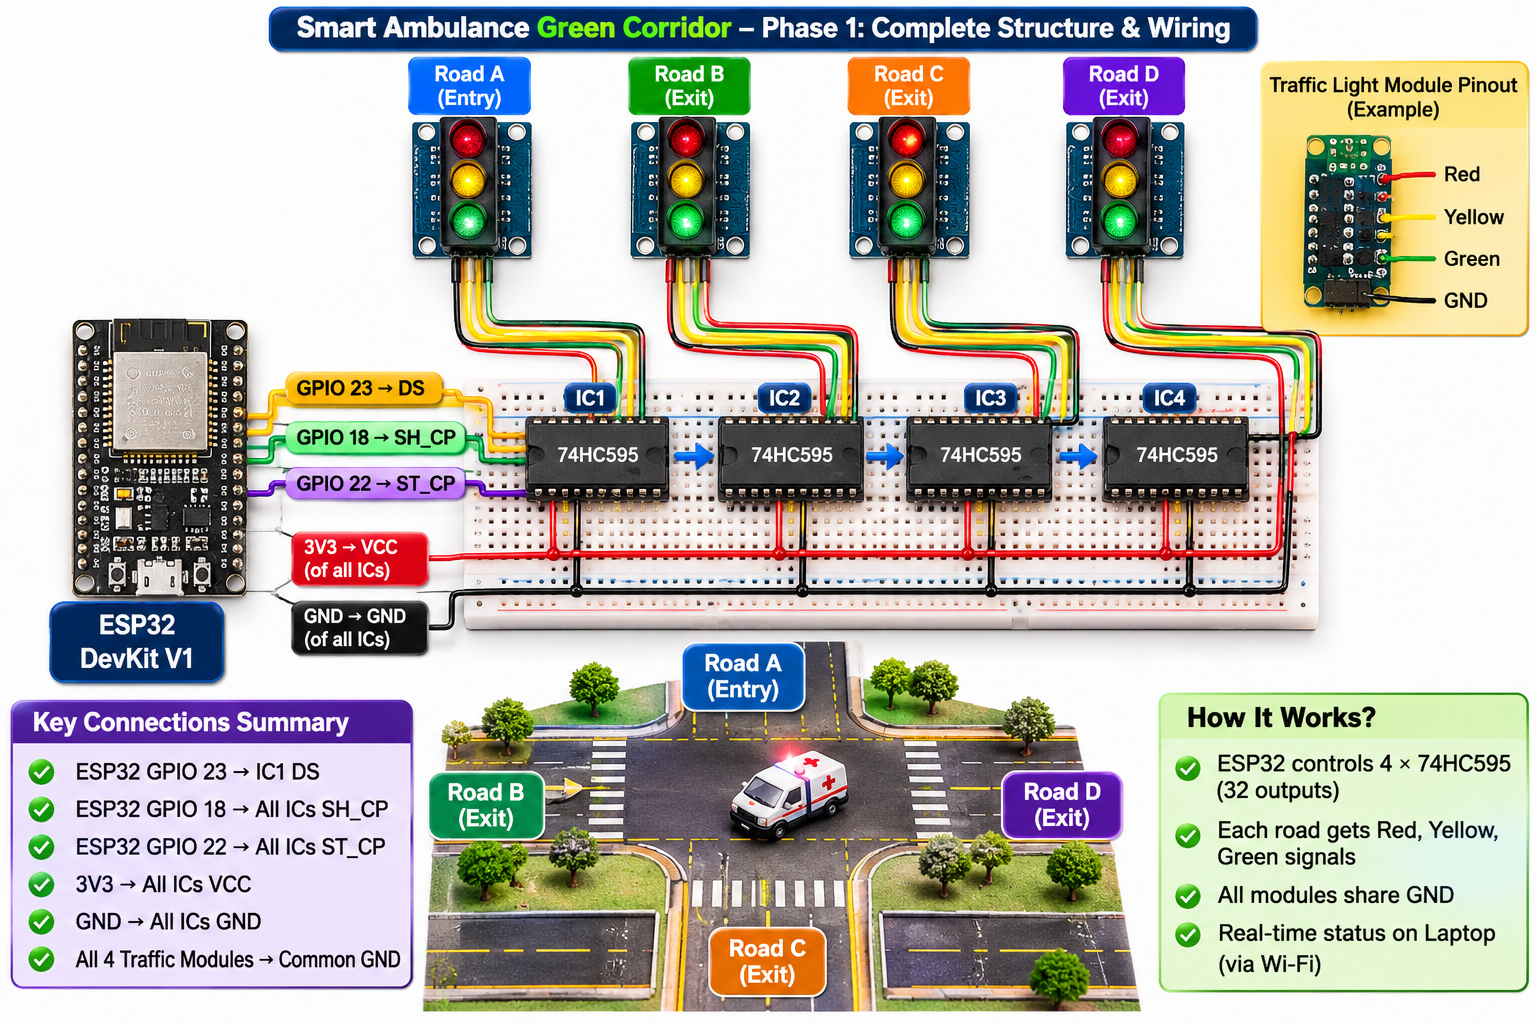 Smart Ambulance Green Corridor – Phase 1: Complete Structure & Wiring
Road A
(Entry)
Road B
(Exit)
Road C
(Exit)
Road D
(Exit)
Traffic Light Module Pinout
(Example)
Red
Yellow
Green
GND
GPIO 23 → DS
GPIO 18 → SH_CP
GPIO 22 → ST_CP
3V3 → VCC
(of all ICs)
GND → GND
(of all ICs)
IC1
IC2
IC3
IC4
74HC595
74HC595
74HC595
74HC595
ESP32
DevKit V1
Key Connections Summary
ESP32 GPIO 23 → IC1 DS
ESP32 GPIO 18 → All ICs SH_CP
ESP32 GPIO 22 → All ICs ST_CP
3V3 → All ICs VCC
GND → All ICs GND
All 4 Traffic Modules → Common GND
Road A
(Entry)
Road B
(Exit)
Road D
(Exit)
Road C
(Exit)
How It Works?
ESP32 controls 4 × 74HC595
(32 outputs)
Each road gets Red, Yellow,
Green signals
All modules share GND
Real-time status on Laptop
(via Wi-Fi)